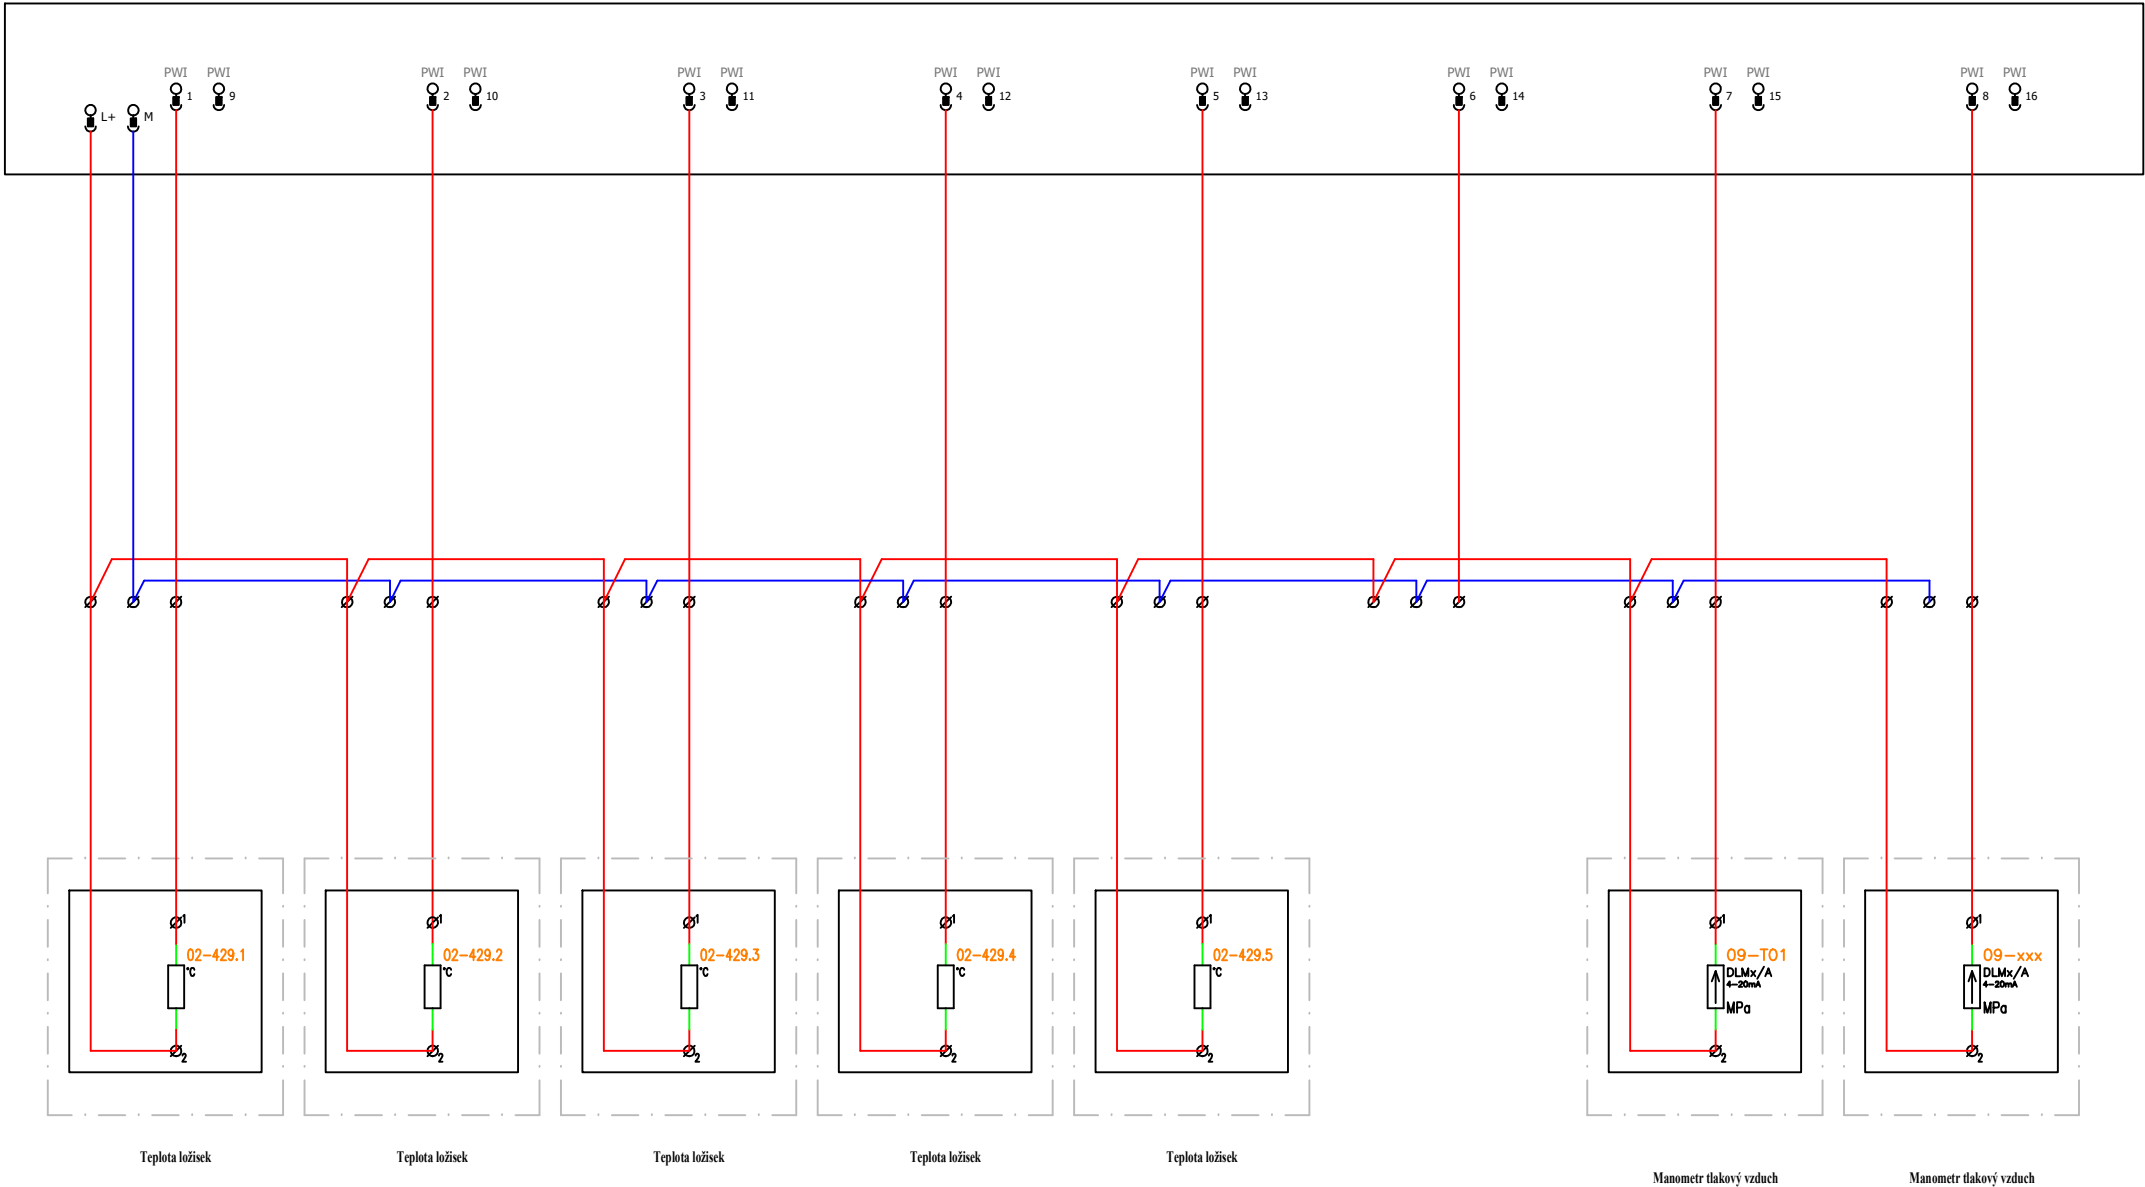 PWI PWI PWI PWI PWI PWI PWI PWI PWI PWI PWI PWI PWI PWI PWI PWI
1 9 2 10 3 11 4 12 5 13 6 14 7 15 8 16
L+ M
1 1 1 1 1 1 1
02-429.1 02-429.2 02-429.3 02-429.4 02-429.5 09-T01 09-xxx
°C °C °C °C °C DLMx/A DLMx/A
4-20mA 4-20mA
MPa MPa
2 2 2 2 2 2 2
Teplota ložisek Teplota ložisek Teplota ložisek Teplota ložisek Teplota ložisek
Manometr tlakový vzduch Manometr tlakový vzduch